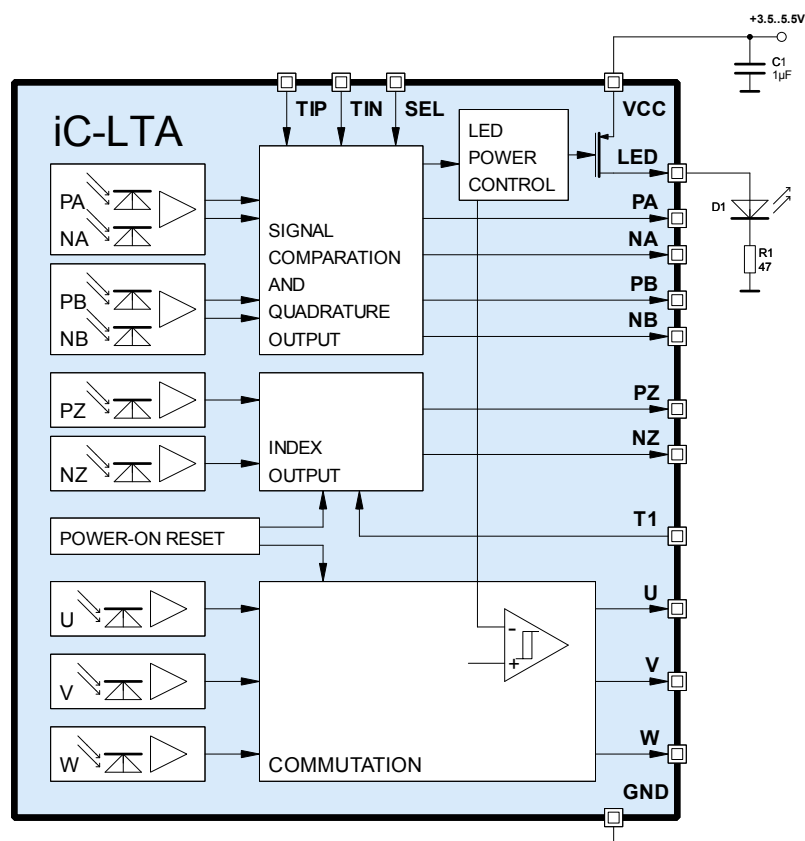 +3.5..5.5V
C1
1µF
TIP TIN SEL
VCC
iC-LTA
LED
POWER
CONTROL
LED
D1
R1
47
PA
NA
SIGNAL
COMPARATION
AND
QUADRATURE
OUTPUT
PA
NA
PB
NB
PB
NB
PZ
NZ
INDEX
OUTPUT
PZ
NZ
T1
POWER-ON RESET
U
V
W
-
+
COMMUTATION
U
V
W
GND